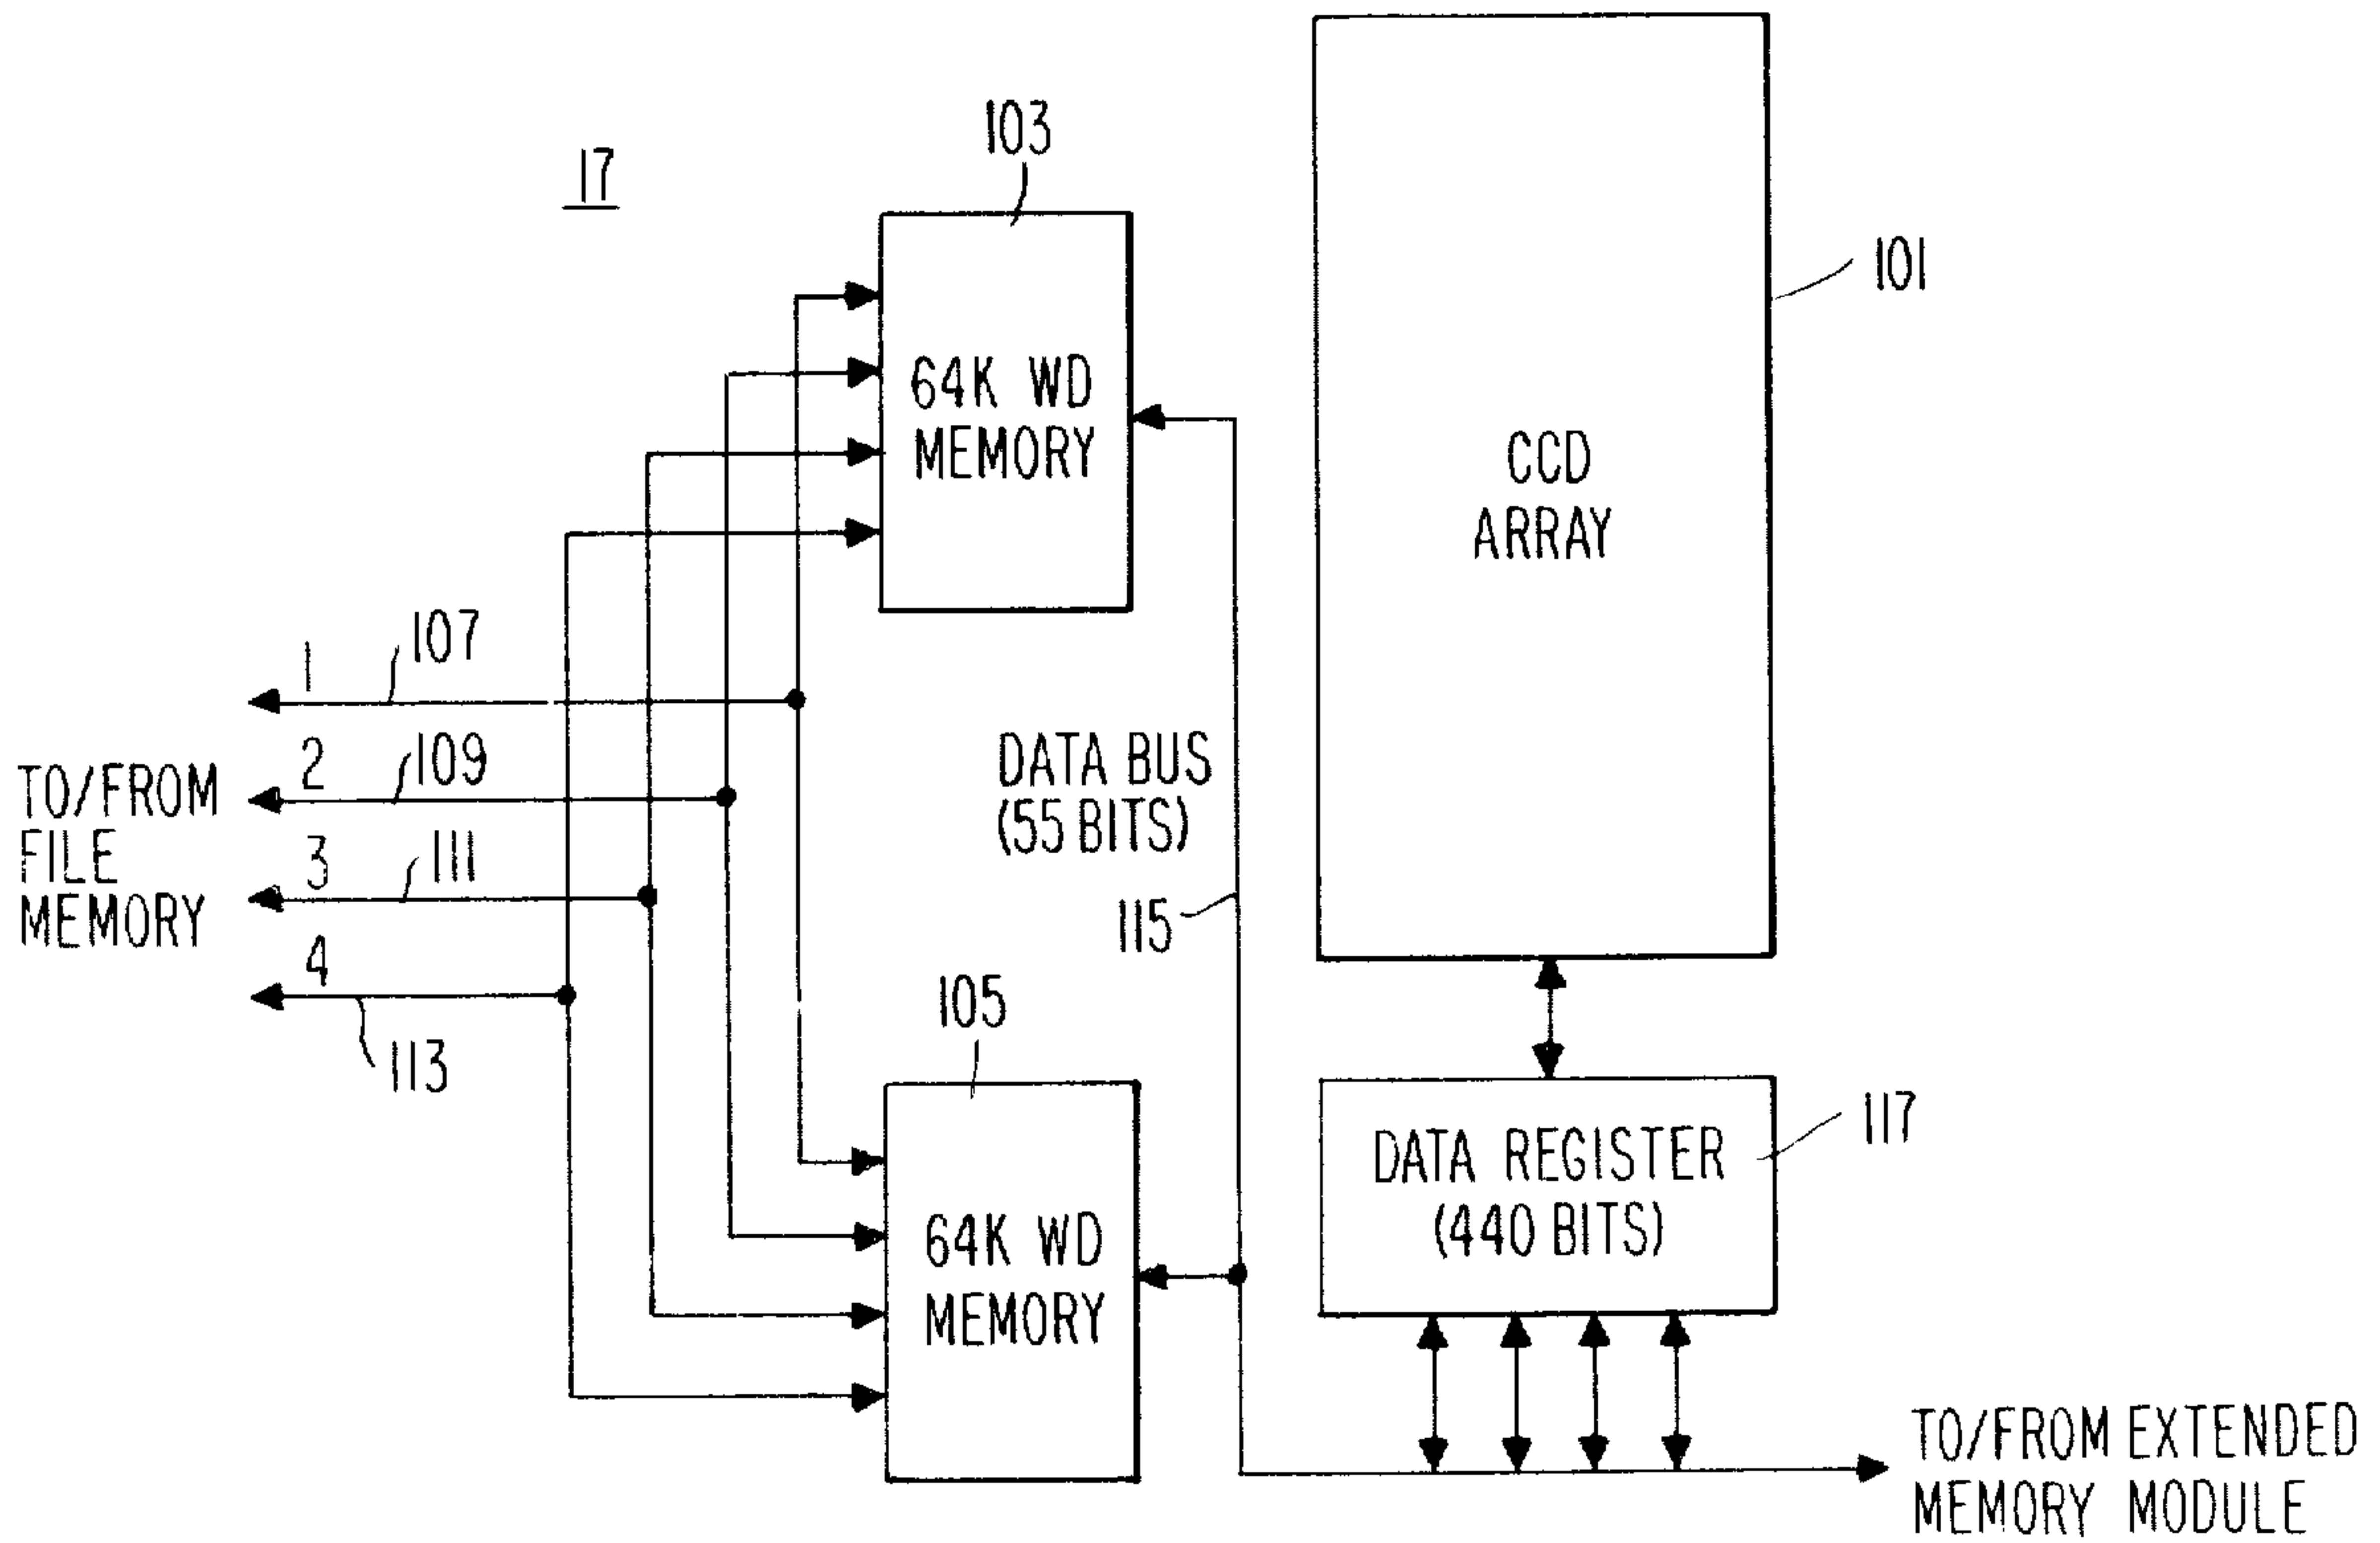 17
103
64K WD
MEMORY
101
CCD
ARRAY
1
107
2
109
3
111
4
113
TO/FROM
FILE
MEMORY
DATA BUS
(55 BITS)
115
105
64K WD
MEMORY
DATA REGISTER
(440 BITS)
117
TO/FROM EXTENDED
MEMORY MODULE